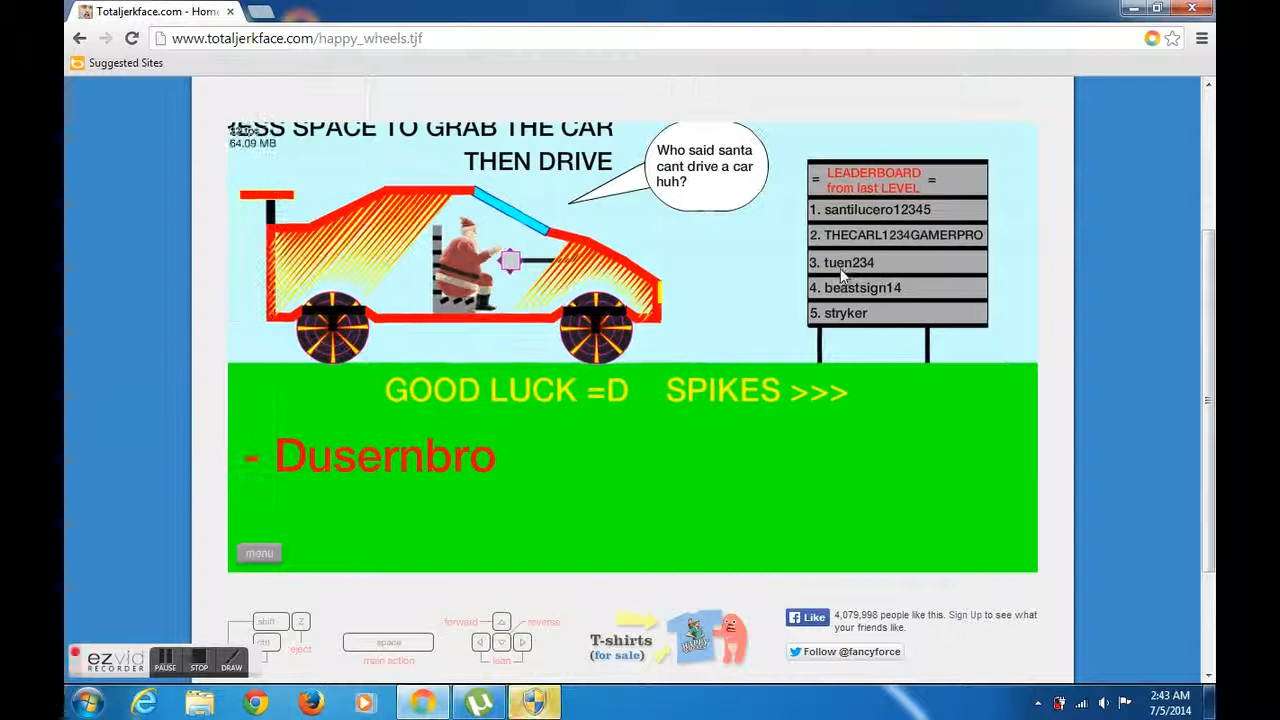 Totaljerkface.com - Hom
www.totaljerkface.com/happy_wheels.tjf
Suggested Sites
64.09 MB
SPACE TO GRAB THE CAR
THEN DRIVE
Who said santa
cant drive a car
huh?
= LEADERBOARD =
from last LEVEL
1. santilucero12345
2. THECARL1234GAMERPRO
3. tuen234
4. beastsign14
5. stryker
GOOD LUCK =D SPIKES >>>
- Dusernbro
menu
shift
Z
ctrl
eject
space
main action
forward
reverse
lean
T-shirts
(for sale)
Like
4,079,998 people like this. Sign Up to see what
your friends like.
Follow @fancyforce
ezvid
RECORDER
PAUSE
STOP
DRAW
2:43 AM
7/5/2014